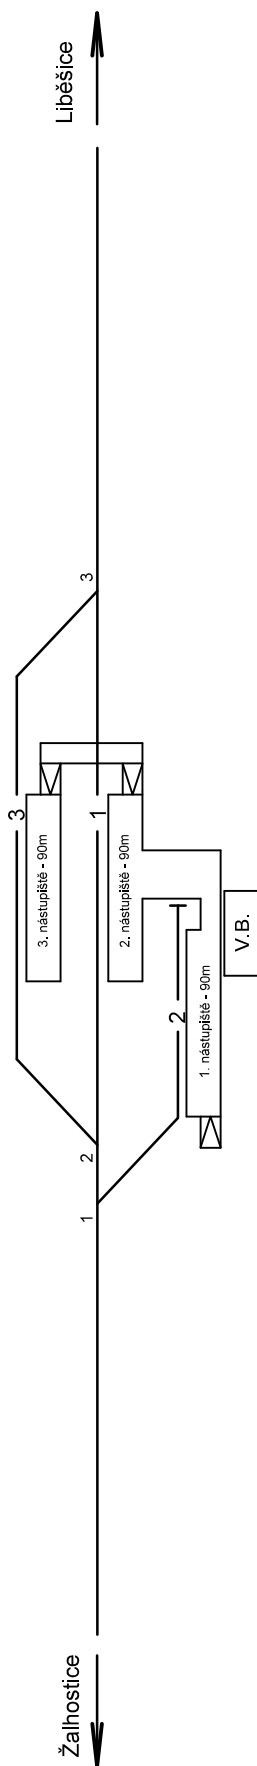 Liběšice
3
3
3. nástupiště - 90m
1
2. nástupiště - 90m
2
1. nástupiště - 90m
V.B.
2
1
Žalhostice